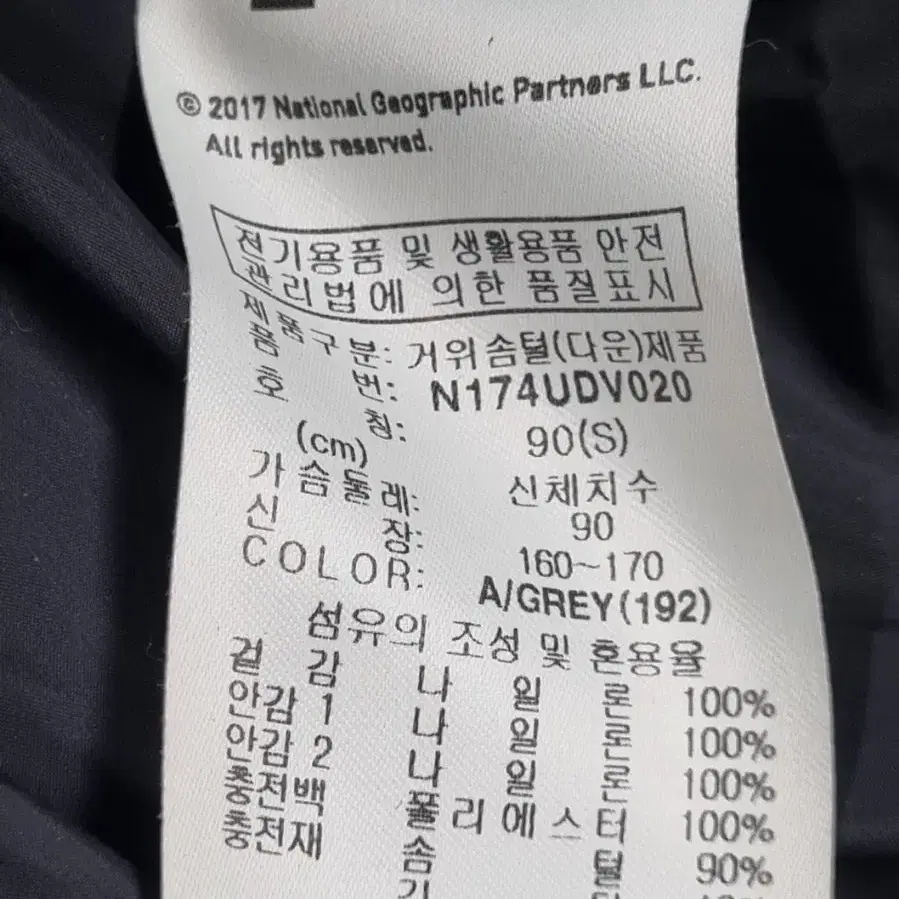 © 2017 National Geographic Partners LLC.
All rights reserved.
전기용품 및 생활용품 안전
관리법에 의한 품질표시
제품구분: 거위솜털(다운)제품
품 번: N174UDV020
호 칭: 90(S)
(cm) 신체치수
가슴둘레: 90
신 장: 160~170
COLOR: A/GREY(192)
섬유의 조성 및 혼용율
겉 감 나 일 론 100%
안감 1 나 일 론 100%
안감 2 나 일 론 100%
충전백 폴 리 에 스 터 100%
충전재 솜 털 90%